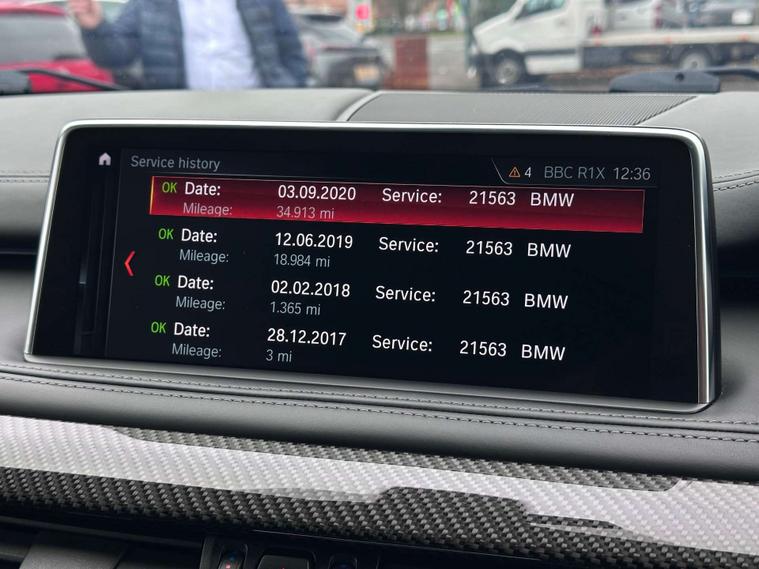 Service history 4 BBC R1X 12:36
OK Date: 03.09.2020 Service: 21563 BMW
Mileage: 34.913 mi
OK Date: 12.06.2019 Service: 21563 BMW
Mileage: 18.984 mi
OK Date: 02.02.2018 Service: 21563 BMW
Mileage: 1.365 mi
OK Date: 28.12.2017 Service: 21563 BMW
Mileage: 3 mi